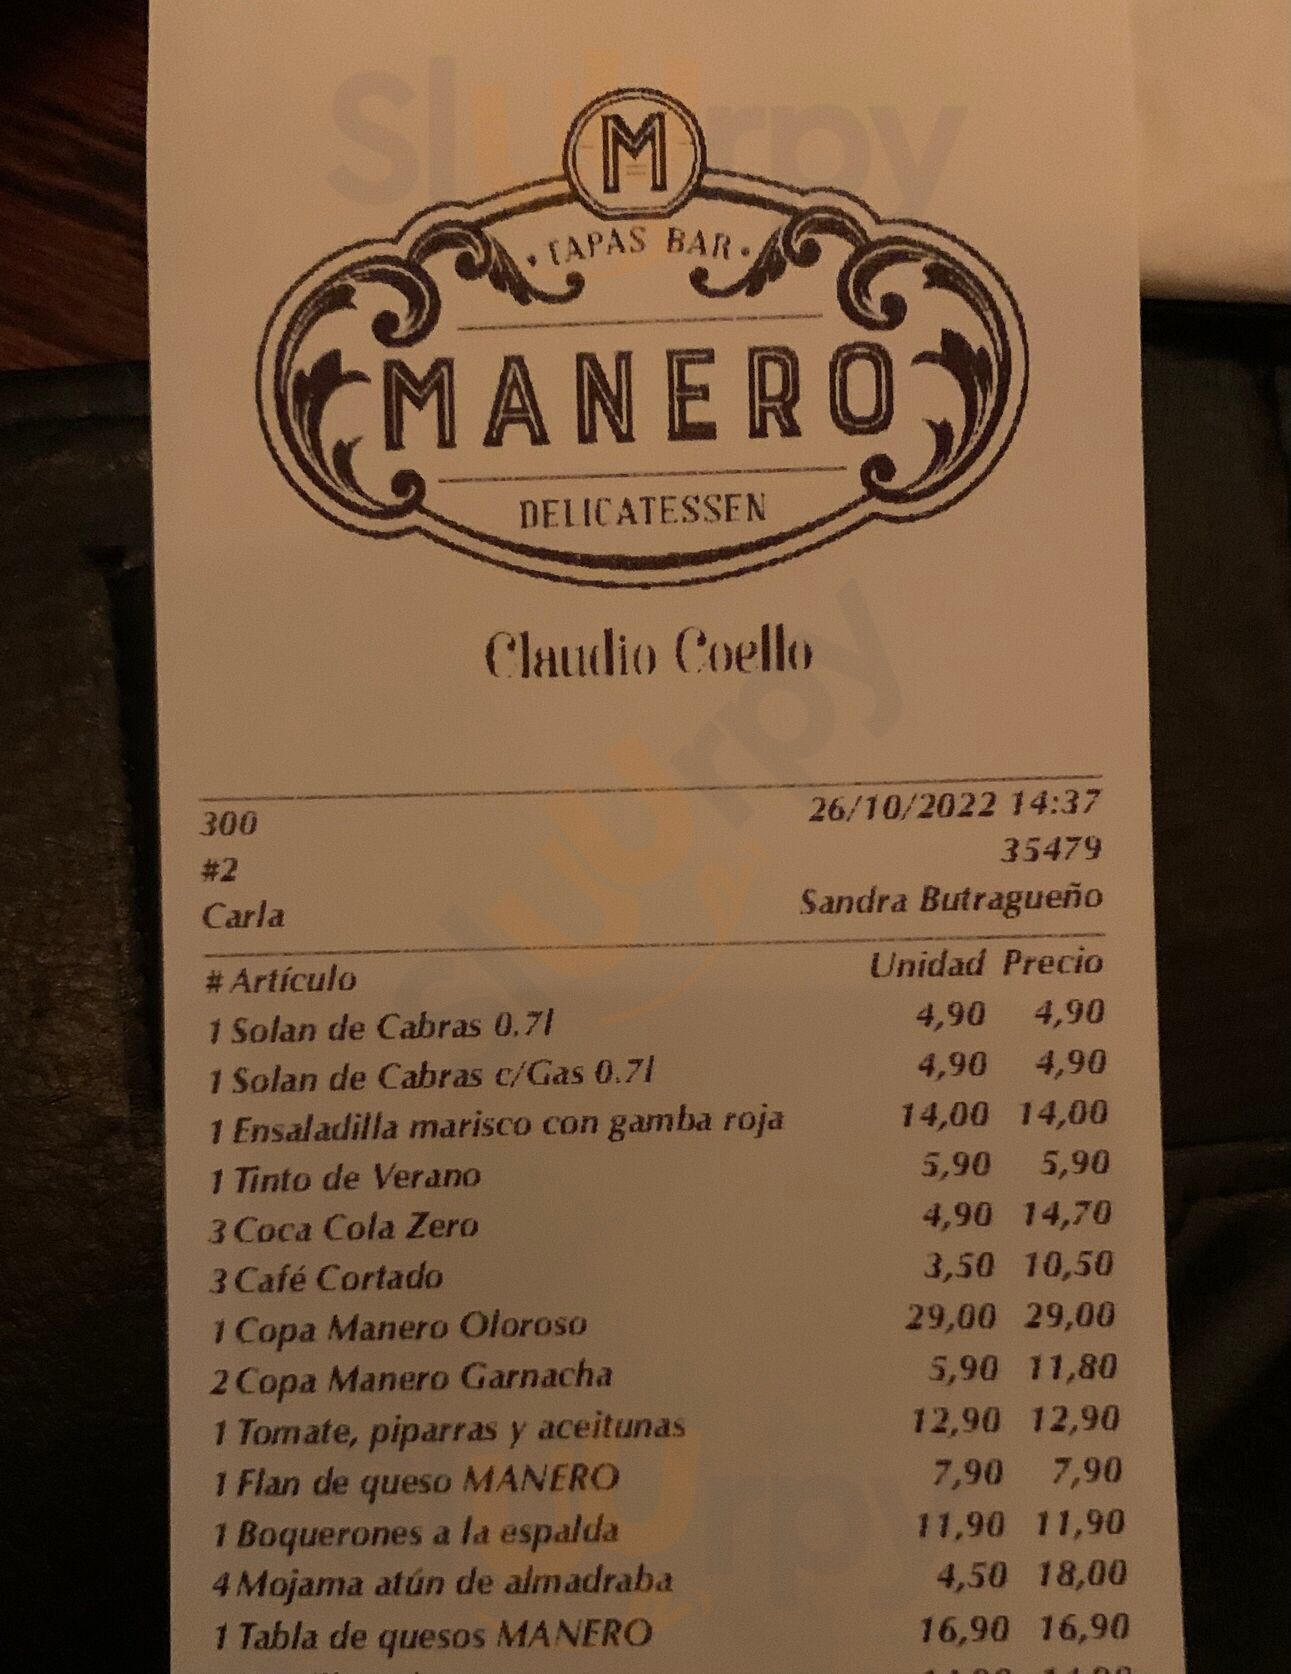 Slurrpy
M
· TAPAS BAR ·
MANERO
DELICATESSEN
Claudio Coello
300 26/10/2022 14:37
#2 35479
Carla Sandra Butragueño
# Artículo Unidad Precio
1 Solan de Cabras 0.7l 4,90 4,90
1 Solan de Cabras c/Gas 0.7l 4,90 4,90
1 Ensaladilla marisco con gamba roja 14,00 14,00
1 Tinto de Verano 5,90 5,90
3 Coca Cola Zero 4,90 14,70
3 Café Cortado 3,50 10,50
1 Copa Manero Oloroso 29,00 29,00
2 Copa Manero Garnacha 5,90 11,80
1 Tomate, piparras y aceitunas 12,90 12,90
1 Flan de queso MANERO 7,90 7,90
1 Boquerones a la espalda 11,90 11,90
4 Mojama atún de almadraba 4,50 18,00
1 Tabla de quesos MANERO 16,90 16,90